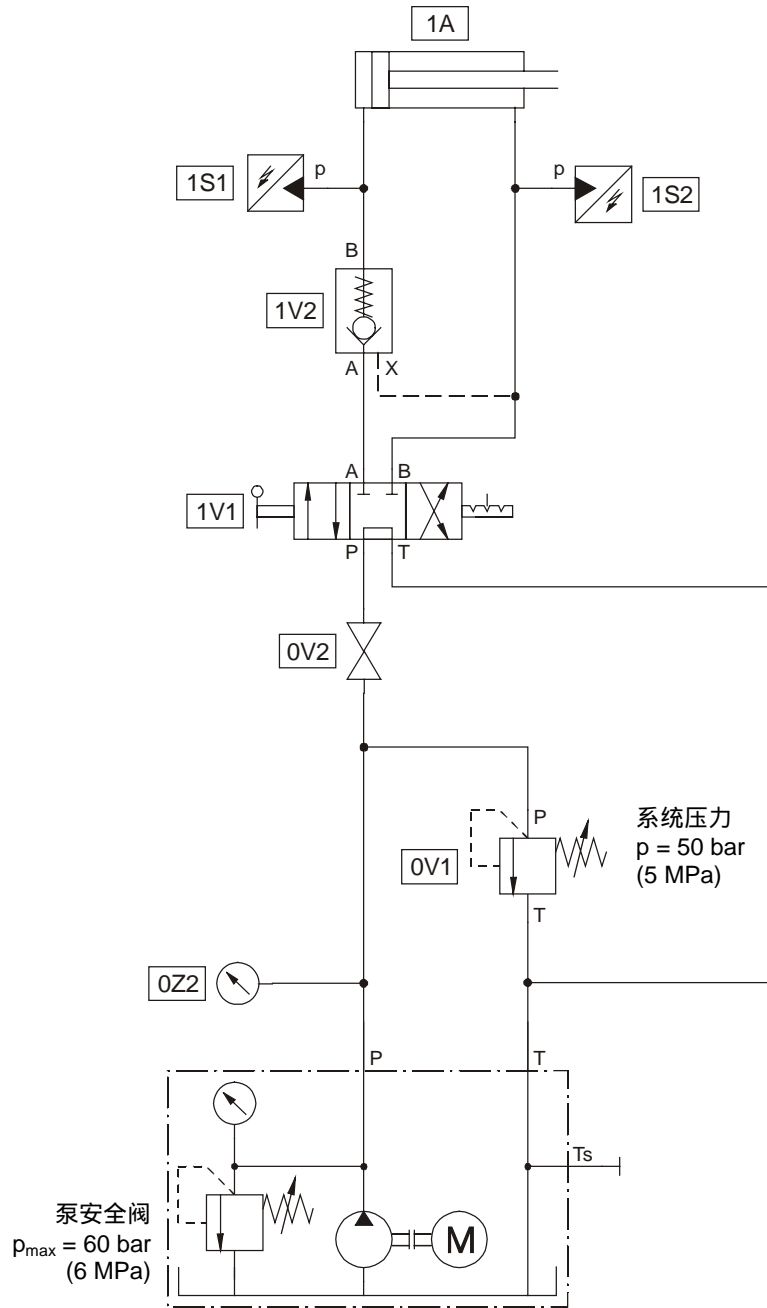 1A
1S1
p
p
1S2
B
1V2
A X
A B
1V1
P T
0V2
P
系统压力
p = 50 bar
(5 MPa)
0V1
T
0Z2
P
T
Ts
泵安全阀
pmax = 60 bar
(6 MPa)
M